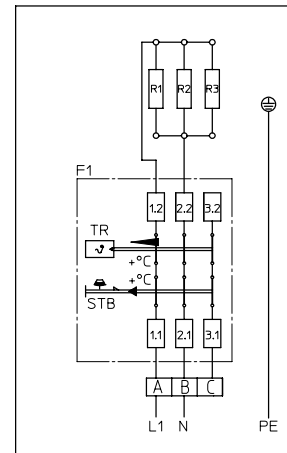 R1 R2 R3
F1
1.2 2.2 3.2
TR
+°C
+°C
STB
1.1 2.1 3.1
A B C
L1 N PE